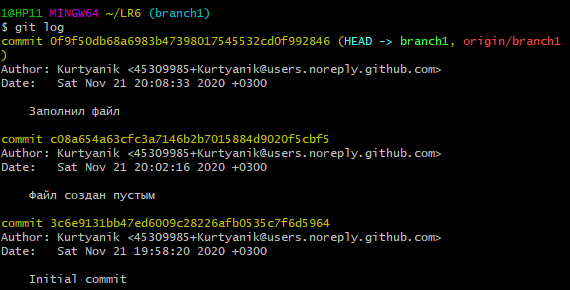 1@HP11 MINGW64 ~/LR6 (branch1)
$ git log
commit 0f9f50db68a6983b47398017545532cd0f992846 (HEAD -> branch1, origin/branch1
)
Author: Kurtyanik <45309985+Kurtyanik@users.noreply.github.com>
Date:   Sat Nov 21 20:08:33 2020 +0300

    Заполнил файл

commit c08a654a63cfc3a7146b2b7015884d9020f5cbf5
Author: Kurtyanik <45309985+Kurtyanik@users.noreply.github.com>
Date:   Sat Nov 21 20:02:16 2020 +0300

    Файл создан пустым

commit 3c6e9131bb47ed6009c28226afb0535c7f6d5964
Author: Kurtyanik <45309985+Kurtyanik@users.noreply.github.com>
Date:   Sat Nov 21 19:58:20 2020 +0300

    Initial commit